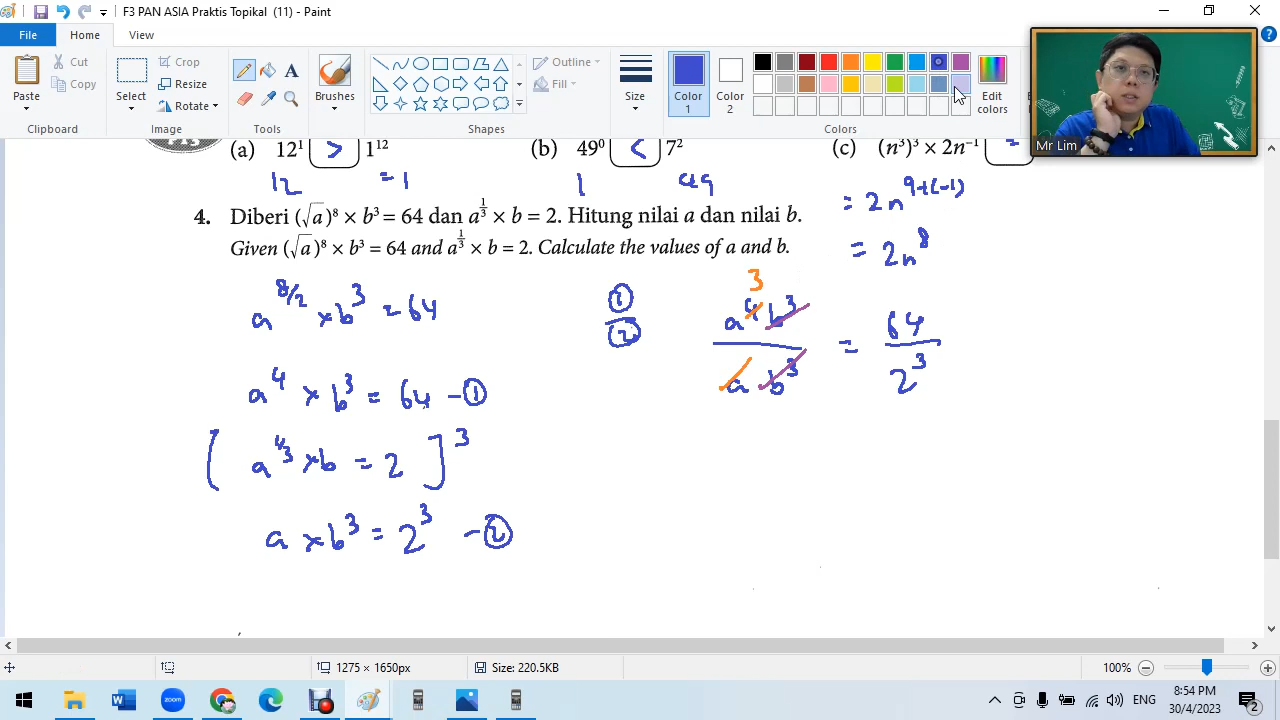 F3 PAN ASIA Praktis Topikal (11) - Paint
File Home View
Paste Cut Copy Clipboard
Select Crop Resize Rotate Image
Tools
Brushes
Outline Fill Shapes
Size
Color 1 Color 2 Edit colors Colors
Mr Lim
(a) 12¹ > 1¹² (b) 49⁰ < 7² (c) (n³)³ × 2n⁻¹ =
12 = 1 1 49 = 2n⁹⁺⁽⁻¹⁾
4. Diberi (√a)⁸ × b³ = 64 dan a^(1/3) × b = 2. Hitung nilai a dan nilai b.
Given (√a)⁸ × b³ = 64 and a^(1/3) × b = 2. Calculate the values of a and b.
= 2n⁸
a^(8/2) × b³ = 64
a⁴ × b³ = 64 - ①
[ a^(1/3) × b = 2 ]³
a × b³ = 2³ - ②
①/②
3
a⁴b³ / a b³ = 64 / 2³
1275 × 1650px Size: 220.5KB 100%
ENG 8:54 PM
30/4/2023 2